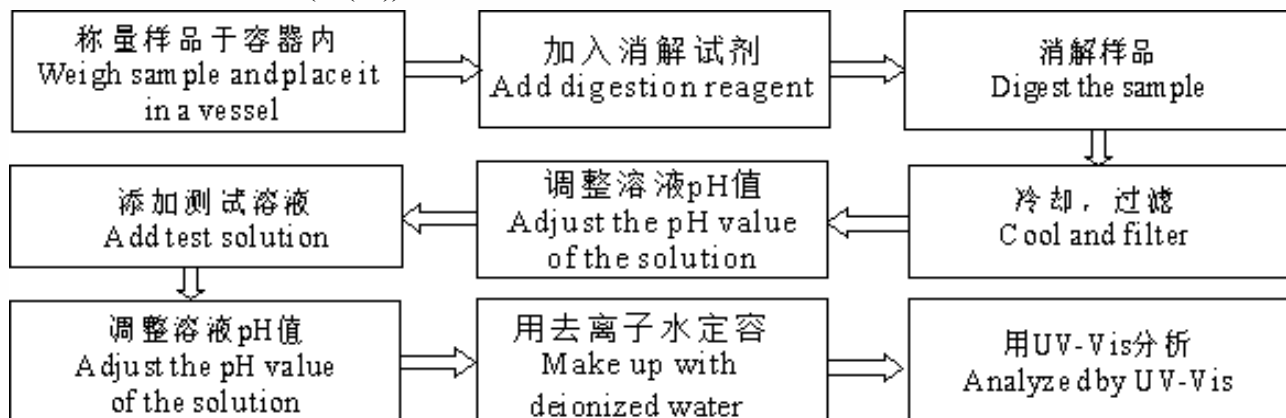 称量样品于容器内
Weigh sample and place it
in a vessel
加入消解试剂
Add digestion reagent
消解样品
Digest the sample
冷却，过滤
Cool and filter
调整溶液pH值
Adjust the pH value
of the solution
添加测试溶液
Add test solution
调整溶液pH值
Adjust the pH value
of the solution
用去离子水定容
Make up with
deionized water
用UV-Vis分析
Analyzed by UV-Vis